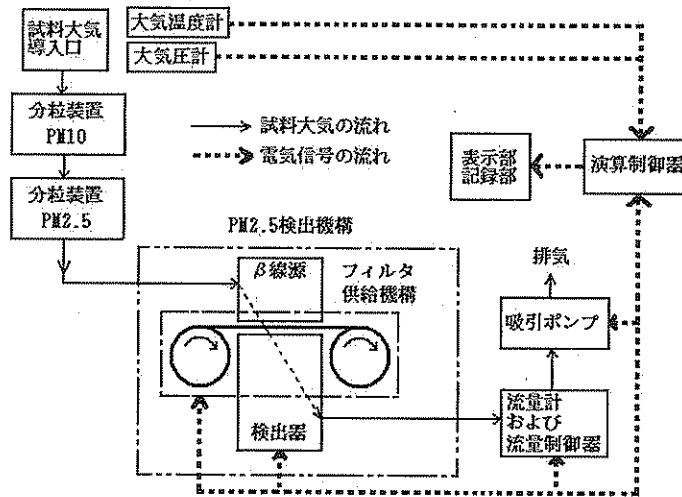 試料大気
導入口
大気温度計
大気圧計
分粒装置
PM10
試料大気の流れ
電気信号の流れ
表示部
記録部
演算制御器
分粒装置
PM2.5
PM2.5検出機構
β線源
フィルタ
供給機構
排気
吸引ポンプ
検出器
流量計
および
流量制御器